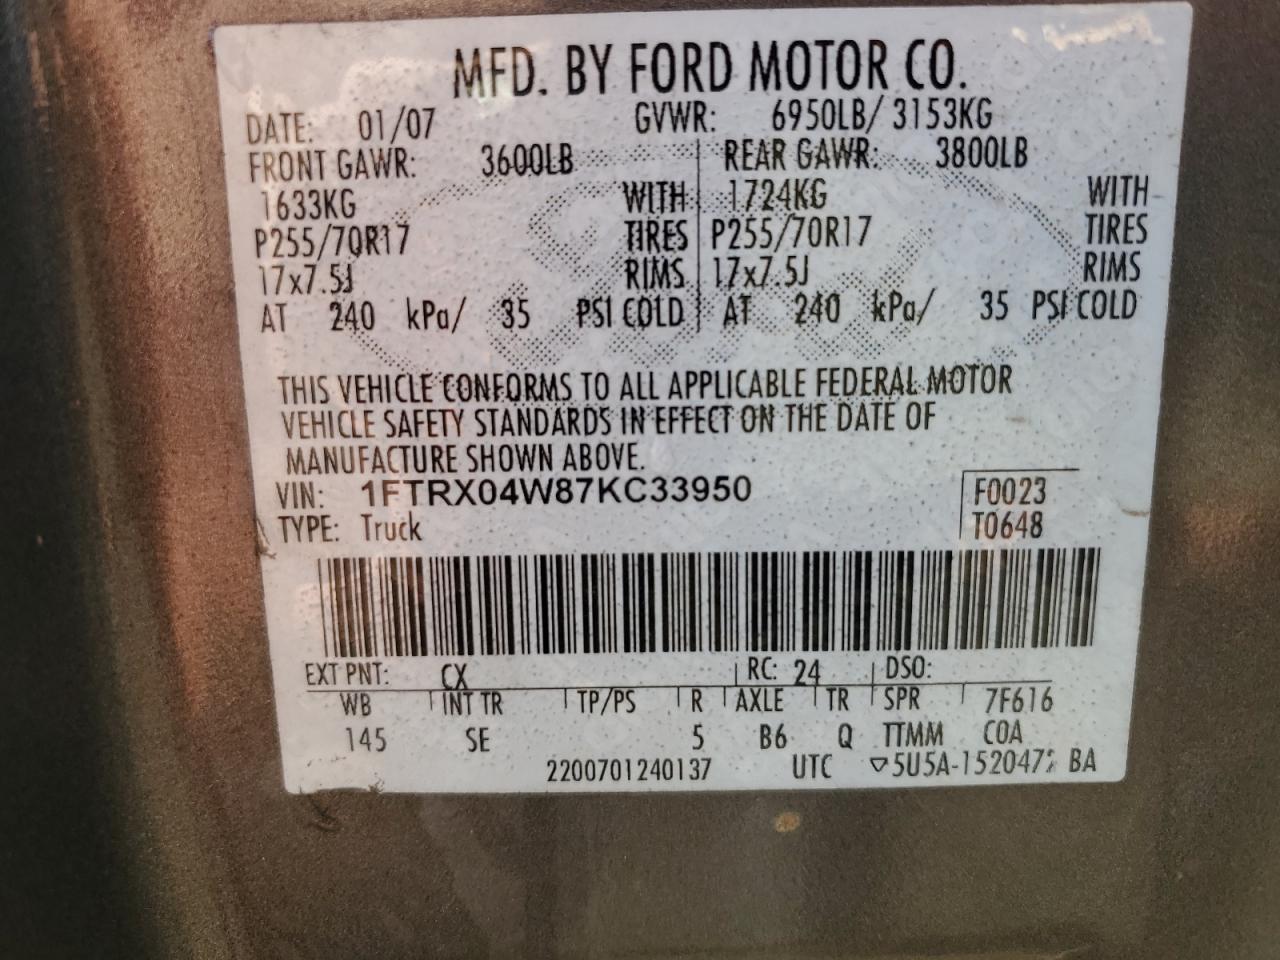 MFD. BY FORD MOTOR CO.
DATE: 01/07 GVWR: 6950LB/ 3153KG
FRONT GAWR: 3600LB REAR GAWR: 3800LB
1633KG WITH 1724KG WITH
P255/70R17 TIRES P255/70R17 TIRES
17x7.5J RIMS 17x7.5J RIMS
AT 240 kPa/ 35 PSI COLD AT 240 kPa/ 35 PSI COLD
THIS VEHICLE CONFORMS TO ALL APPLICABLE FEDERAL MOTOR
VEHICLE SAFETY STANDARDS IN EFFECT ON THE DATE OF
MANUFACTURE SHOWN ABOVE.
VIN: 1FTRX04W87KC33950 F0023
TYPE: Truck T0648
EXT PNT: CX RC: 24 DSO:
WB INT TR TP/PS R AXLE TR SPR 7F616
145 SE 5 B6 Q TTMM COA
2200701240137 UTC ▽ BA